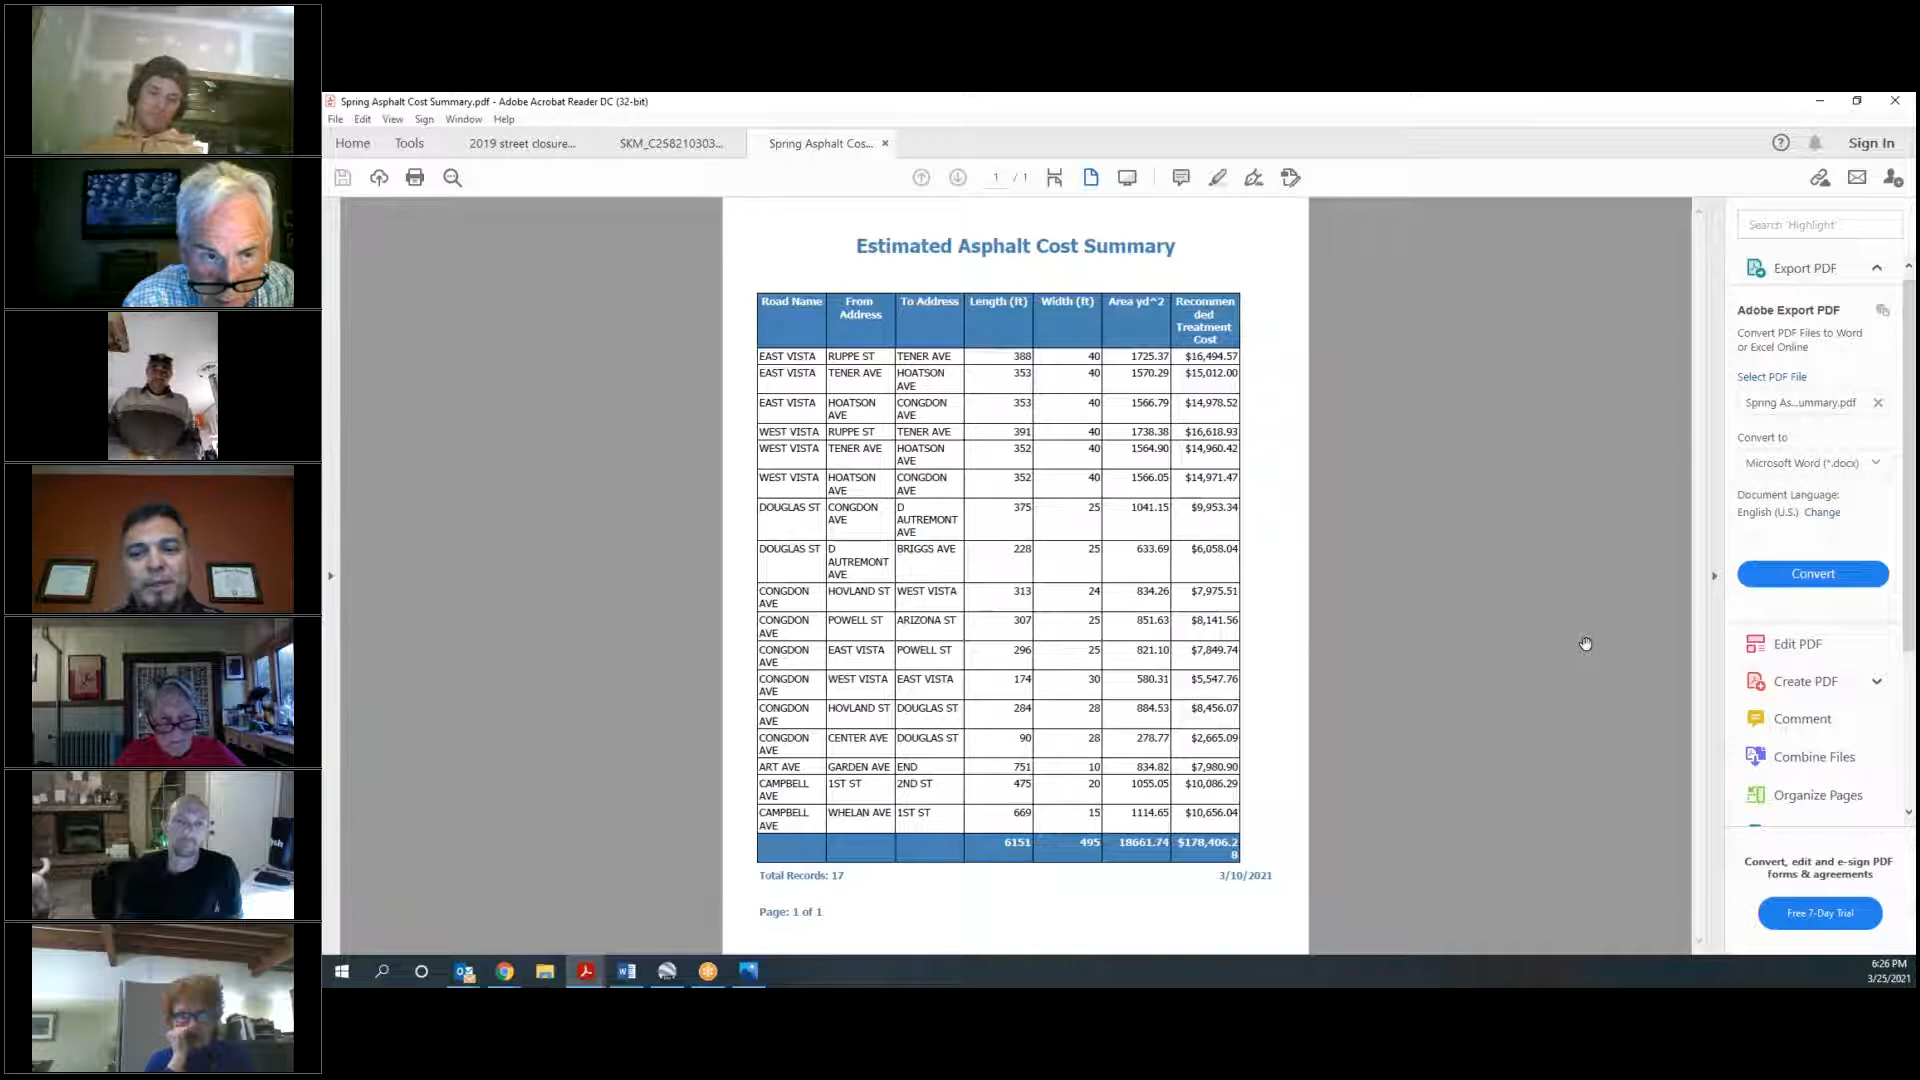 Spring Asphalt Cost Summary.pdf - Adobe Acrobat Reader DC (32-bit)
File Edit View Sign Window Help
Home Tools 2019 street closure... SKM_C258210303... Spring Asphalt Cos... ×
Sign In
1 / 1
Estimated Asphalt Cost Summary
Road Name From Address To Address Length (ft) Width (ft) Area yd^2 Recommended Treatment Cost
EAST VISTA RUPPE ST TENER AVE 388 40 1725.37 $16,494.57
EAST VISTA TENER AVE HOATSON AVE 353 40 1570.29 $15,012.00
EAST VISTA HOATSON AVE CONGDON AVE 353 40 1566.79 $14,978.52
WEST VISTA RUPPE ST TENER AVE 391 40 1738.38 $16,618.93
WEST VISTA TENER AVE HOATSON AVE 352 40 1564.90 $14,960.42
WEST VISTA HOATSON AVE CONGDON AVE 352 40 1566.05 $14,971.47
DOUGLAS ST CONGDON AVE D AUTREMONT AVE 375 25 1041.15 $9,953.34
DOUGLAS ST D AUTREMONT AVE BRIGGS AVE 228 25 633.69 $6,058.04
CONGDON AVE HOVLAND ST WEST VISTA 313 24 834.26 $7,975.51
CONGDON AVE POWELL ST ARIZONA ST 307 25 851.63 $8,141.56
CONGDON AVE EAST VISTA POWELL ST 296 25 821.10 $7,849.74
CONGDON AVE WEST VISTA EAST VISTA 174 30 580.31 $5,547.76
CONGDON AVE HOVLAND ST DOUGLAS ST 284 28 884.53 $8,456.07
CONGDON AVE CENTER AVE DOUGLAS ST 90 28 278.77 $2,665.09
ART AVE GARDEN AVE END 751 10 834.82 $7,980.90
CAMPBELL AVE 1ST ST 2ND ST 475 20 1055.05 $10,086.29
CAMPBELL AVE WHELAN AVE 1ST ST 669 15 1114.65 $10,656.04
6151 495 18661.74 $178,406.28
Total Records: 17 3/10/2021
Page: 1 of 1
Search 'Highlight'
Export PDF
Adobe Export PDF
Convert PDF Files to Word
or Excel Online
Select PDF File
Spring As...ummary.pdf ×
Convert to
Microsoft Word (*.docx)
Document Language:
English (U.S.) Change
Convert
Edit PDF
Create PDF
Comment
Combine Files
Organize Pages
Convert, edit and e-sign PDF
forms & agreements
Free 7-Day Trial
6:26 PM
3/25/2021